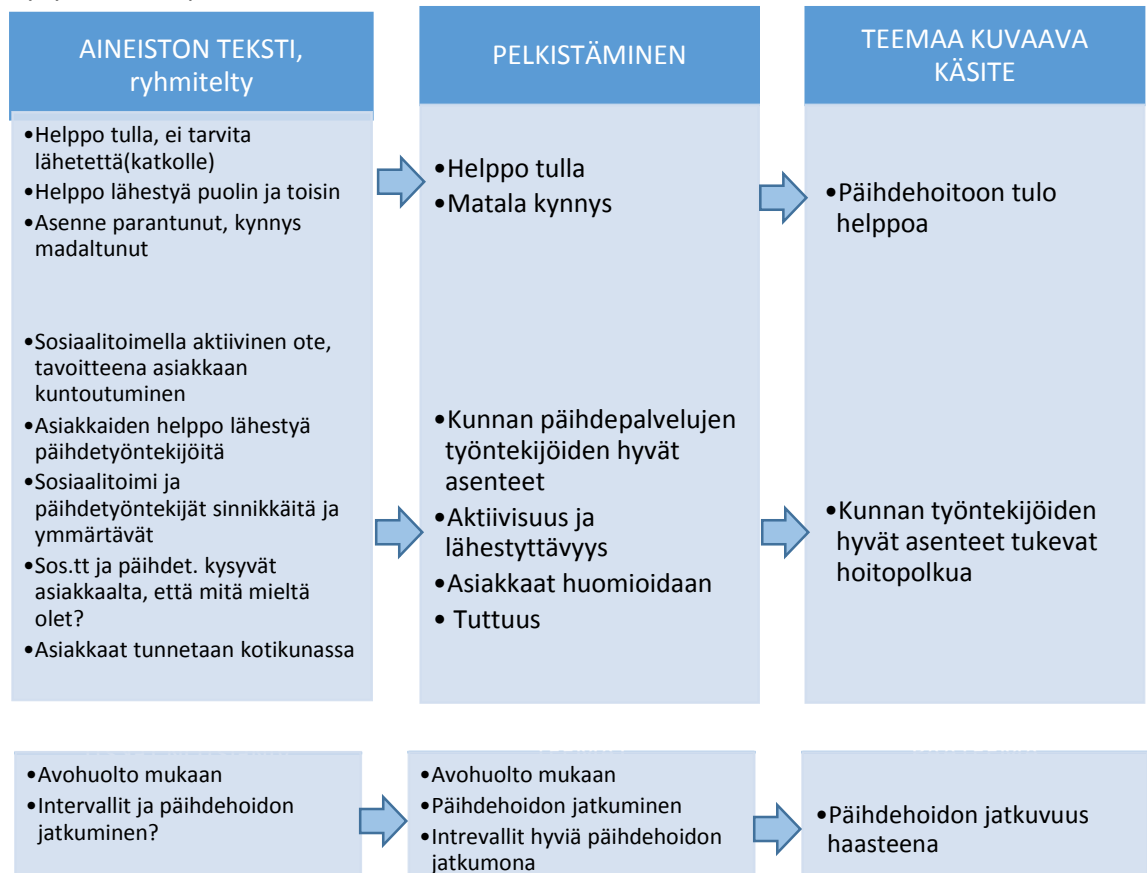 AINEISTON TEKSTI,
ryhmitelty
•Helppo tulla, ei tarvita
lähetettä(katkolle)
•Helppo lähestyä puolin ja toisin
•Asenne parantunut, kynnys
madaltunut
•Sosiaalitoimella aktiivinen ote,
tavoitteena asiakkaan
kuntoutuminen
•Asiakkaiden helppo lähestyä
päihdetyöntekijöitä
•Sosiaalitoimi ja
päihdetyöntekijät sinnikkäitä ja
ymmärtävät
•Sos.tt ja päihdet. kysyvät
asiakkaalta, että mitä mieltä
olet?
•Asiakkaat tunnetaan kotikunassa
PELKISTÄMINEN
•Helppo tulla
•Matala kynnys
•Kunnan päihdepalvelujen
työntekijöiden hyvät
asenteet
•Aktiivisuus ja
lähestyttävyys
•Asiakkaat huomioidaan
• Tuttuus
TEEMAA KUVAAVA
KÄSITE
•Päihdehoitoon tulo
helppoa
•Kunnan työntekijöiden
hyvät asenteet tukevat
hoitopolkua
•Avohuolto mukaan
•Intervallit ja päihdehoidon
jatkuminen?
•Avohuolto mukaan
•Päihdehoidon jatkuminen
•Intrevallit hyviä päihdehoidon
jatkumona
•Päihdehoidon jatkuvuus
haasteena